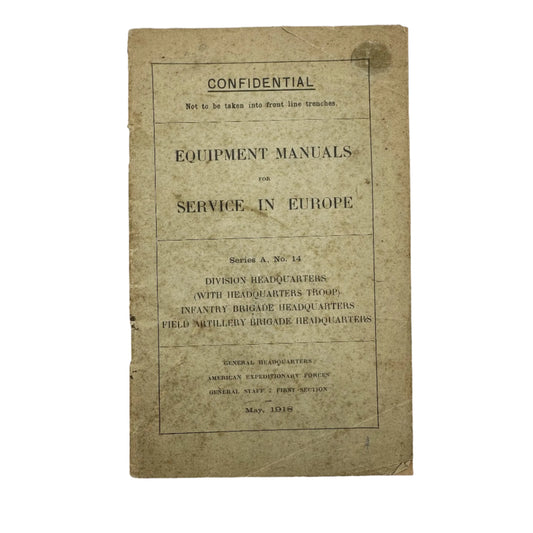 CONFIDENTIAL
Not to be taken into front line trenches.
EQUIPMENT MANUALS
FOR
SERVICE IN EUROPE
Series A, No. 14
DIVISION HEADQUARTERS
(WITH HEADQUARTERS TROOP)
INFANTRY BRIGADE HEADQUARTERS
FIELD ARTILLERY BRIGADE HEADQUARTERS
GENERAL HEADQUARTERS
AMERICAN EXPEDITIONARY FORCES
GENERAL STAFF : FIRST SECTION
May, 1918